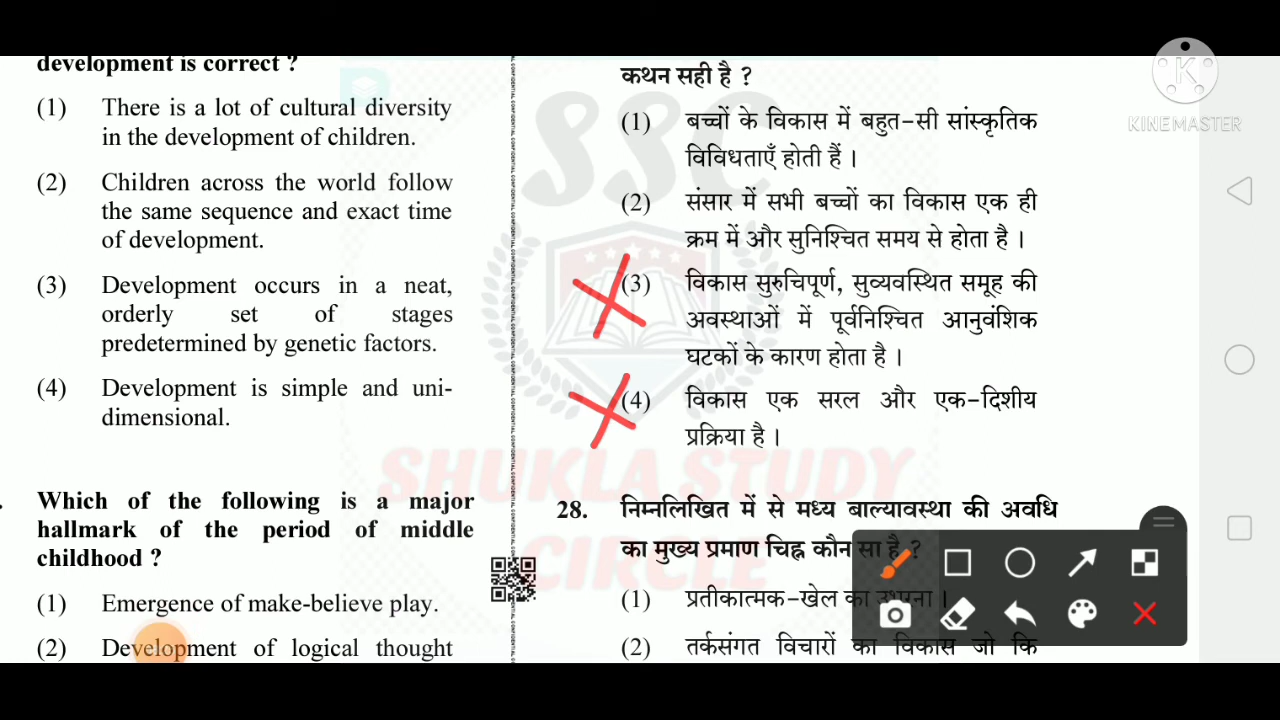 development is correct ?
(1) There is a lot of cultural diversity
in the development of children.
(2) Children across the world follow
the same sequence and exact time
of development.
(3) Development occurs in a neat,
orderly set of stages
predetermined by genetic factors.
(4) Development is simple and uni-
dimensional.
. Which of the following is a major
hallmark of the period of middle
childhood ?
(1) Emergence of make-believe play.
(2) Development of logical thought
कथन सही है ?
(1) बच्चों के विकास में बहुत-सी सांस्कृतिक
विविधताएँ होती हैं ।
(2) संसार में सभी बच्चों का विकास एक ही
क्रम में और सुनिश्चित समय से होता है ।
(3) विकास सुरुचिपूर्ण, सुव्यवस्थित समूह की
अवस्थाओं में पूर्वनिश्चित आनुवंशिक
घटकों के कारण होता है ।
(4) विकास एक सरल और एक-दिशीय
प्रक्रिया है ।
28. निम्नलिखित में से मध्य बाल्यावस्था की अवधि
का मुख्य प्रमाण चिह्न कौन सा है ?
(1) प्रतीकात्मक-खेल का उभरना ।
(2) तर्कसंगत विचारों का विकास जो कि
SSC
SHUKLA STUDY
CIRCLE
K
KINEMASTER